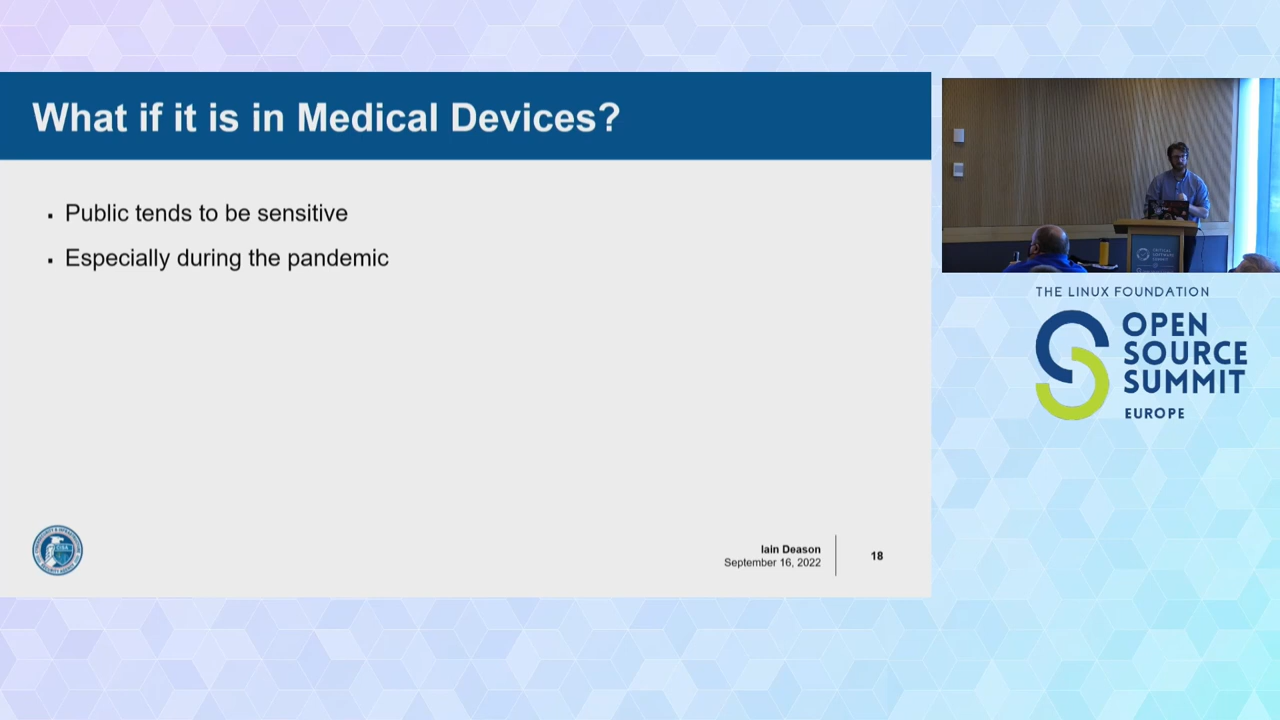 What if it is in Medical Devices?
Public tends to be sensitive
Especially during the pandemic
Iain Deason
September 16, 2022
18
THE LINUX FOUNDATION
OPEN
SOURCE
SUMMIT
EUROPE
CISA